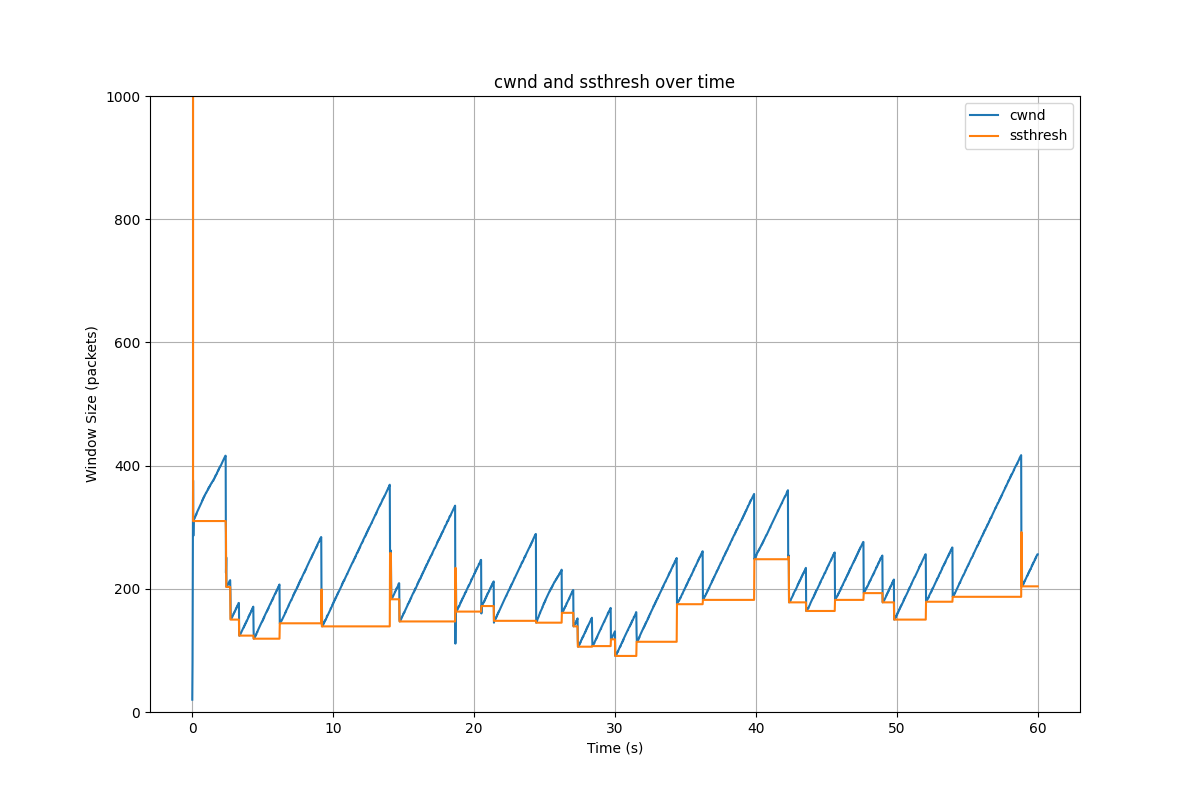 cwnd and ssthresh over time
1000
800
600
400
200
0
Window Size (packets)
cwnd
ssthresh
0 10 20 30 40 50 60
Time (s)